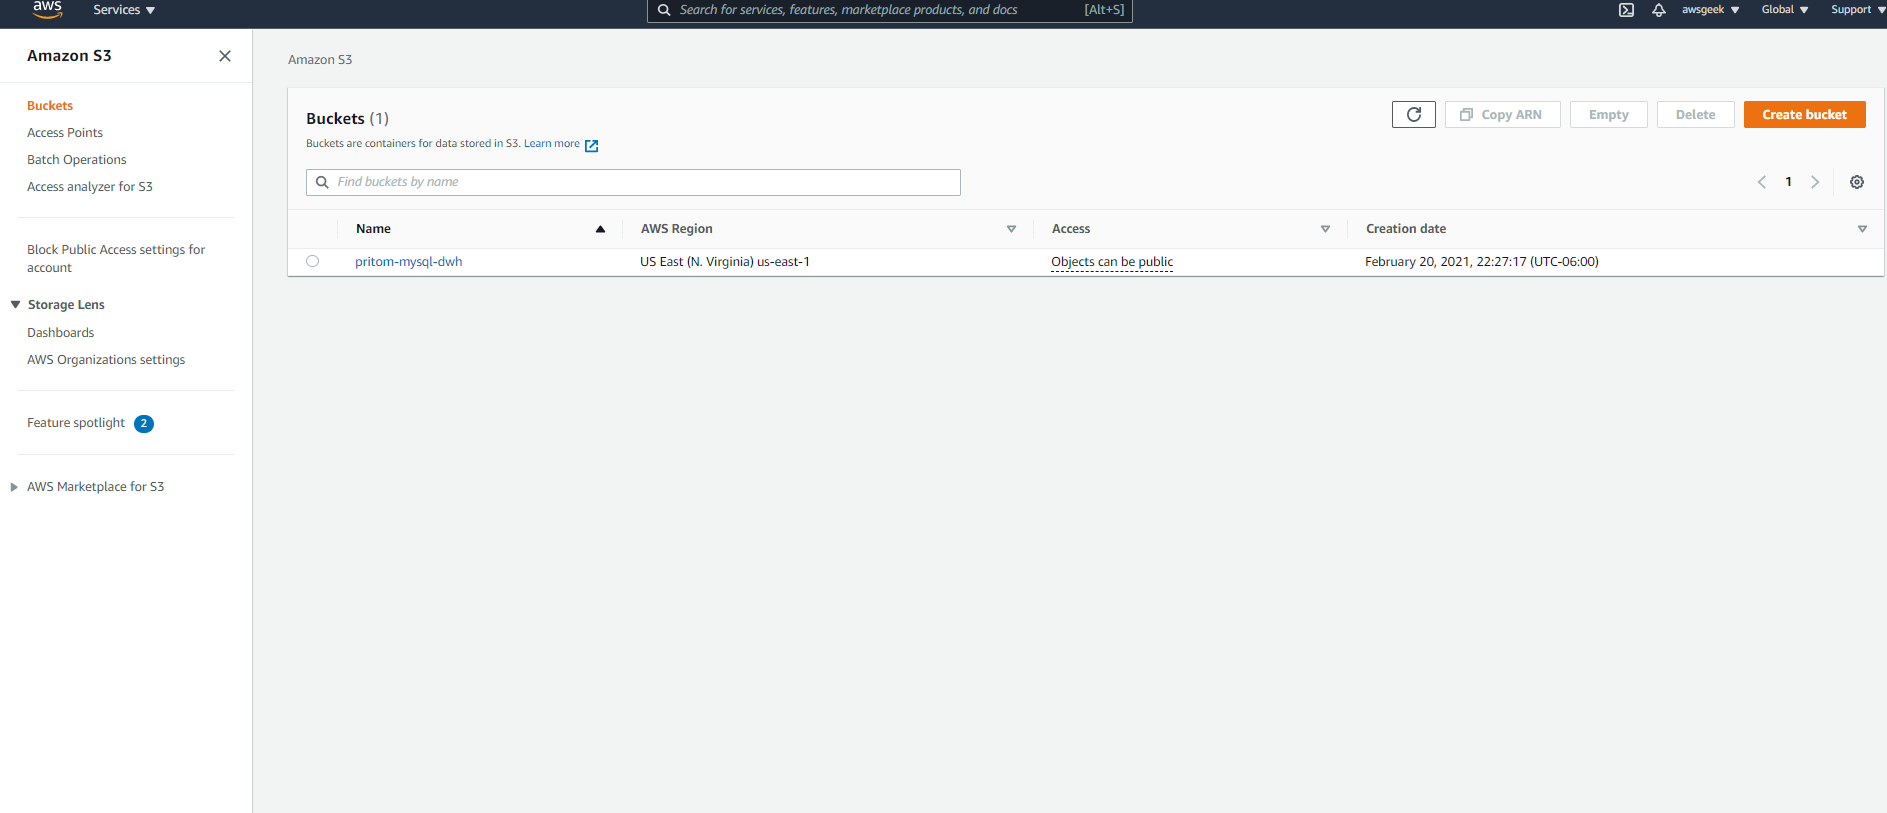 aws
Services
Search for services, features, marketplace products, and docs [Alt+S]
awsgeek
Global
Support
Amazon S3
Buckets
Access Points
Batch Operations
Access analyzer for S3
Block Public Access settings for
account
Storage Lens
Dashboards
AWS Organizations settings
Feature spotlight 2
AWS Marketplace for S3
Amazon S3
Buckets (1)
Buckets are containers for data stored in S3. Learn more
Copy ARN
Empty
Delete
Create bucket
Find buckets by name
1
Name AWS Region Access Creation date
pritom-mysql-dwh US East (N. Virginia) us-east-1 Objects can be public February 20, 2021, 22:27:17 (UTC-06:00)